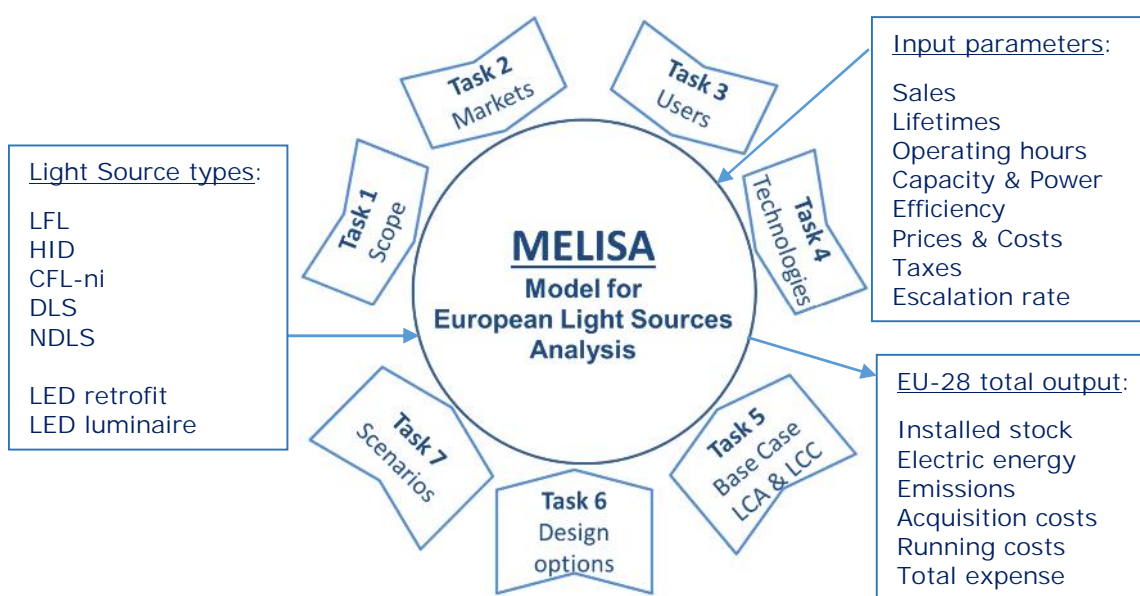 Light Source types:
LFL
HID
CFL-ni
DLS
NDLS
LED retrofit
LED luminaire
Task 1
Scope
Task 2
Markets
Task 3
Users
Task 4
Technologies
Task 5
Base Case
LCA & LCC
Task 6
Design
options
Task 7
Scenarios
MELISA
Model for
European Light Sources
Analysis
Input parameters:
Sales
Lifetimes
Operating hours
Capacity & Power
Efficiency
Prices & Costs
Taxes
Escalation rate
EU-28 total output:
Installed stock
Electric energy
Emissions
Acquisition costs
Running costs
Total expense